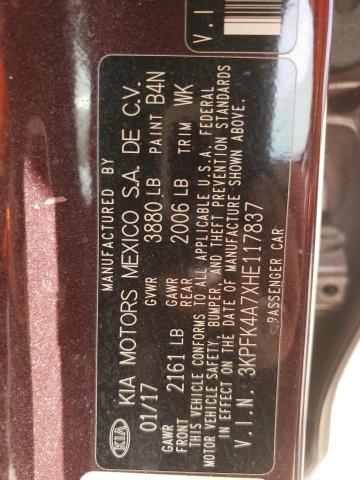 V . I
MANUFACTURED BY
KIA KIA MOTORS MEXICO S.A. DE C.V.
01/17 GVWR 3880 LB PAINT B4N
GAWR FRONT 2161 LB GAWR REAR 2006 LB TRIM WK
THIS VEHICLE CONFORMS TO ALL APPLICABLE U.S.A. FEDERAL
MOTOR VEHICLE SAFETY, BUMPER, AND THEFT PREVENTION STANDARDS
IN EFFECT ON THE DATE OF MANUFACTURE SHOWN ABOVE.
V.I.N. 3KPFK4A7XHE117837
PASSENGER CAR